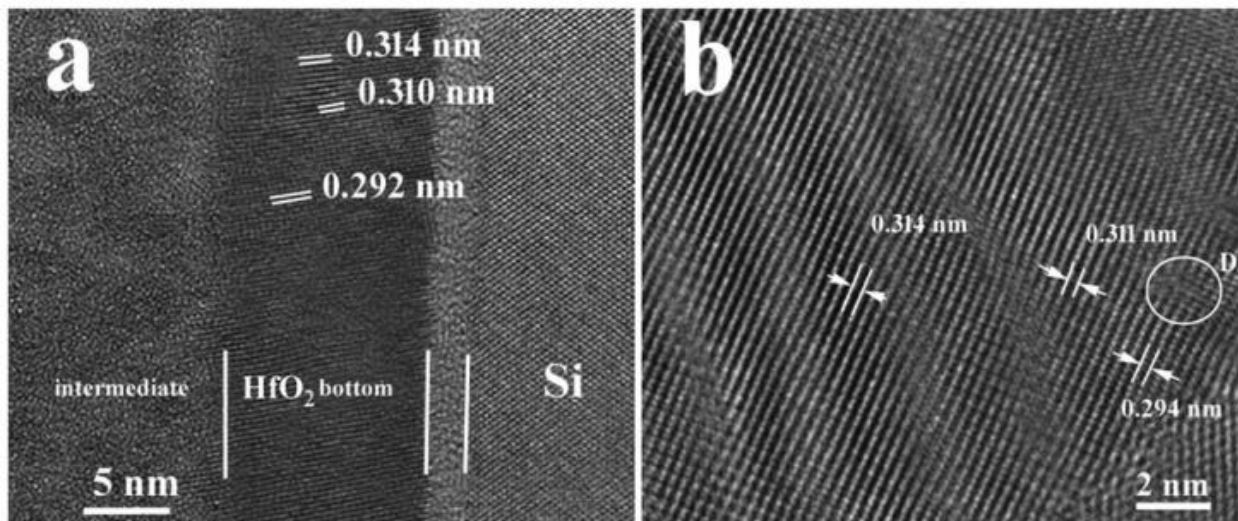 a
0.314 nm
0.310 nm
0.292 nm
intermediate
HfO₂ bottom
Si
5 nm
b
0.314 nm
0.311 nm
D
0.294 nm
2 nm